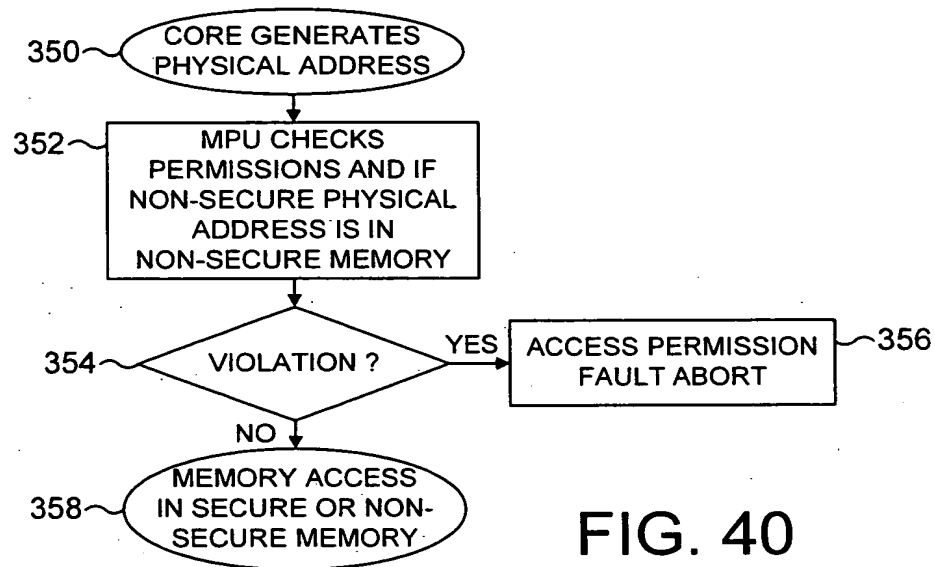 350
CORE GENERATES
PHYSICAL ADDRESS
352
MPU CHECKS
PERMISSIONS AND IF
NON-SECURE PHYSICAL
ADDRESS IS IN
NON-SECURE MEMORY
354
VIOLATION ?
YES
ACCESS PERMISSION
FAULT ABORT
356
NO
358
MEMORY ACCESS
IN SECURE OR NON-
SECURE MEMORY
FIG. 40